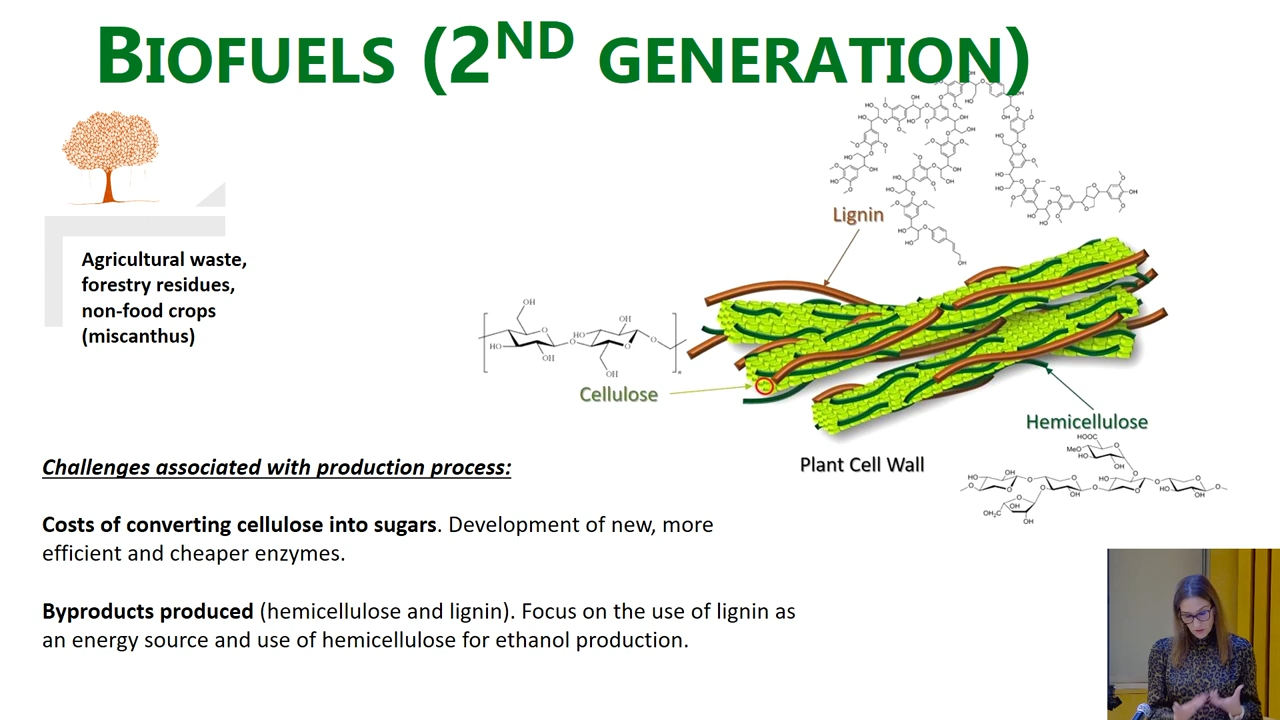 BIOFUELS (2ND GENERATION)
Agricultural waste,
forestry residues,
non-food crops
(miscanthus)
Lignin
Cellulose
Hemicellulose
Plant Cell Wall
Challenges associated with production process:
Costs of converting cellulose into sugars. Development of new, more
efficient and cheaper enzymes.
Byproducts produced (hemicellulose and lignin). Focus on the use of lignin as
an energy source and use of hemicellulose for ethanol production.